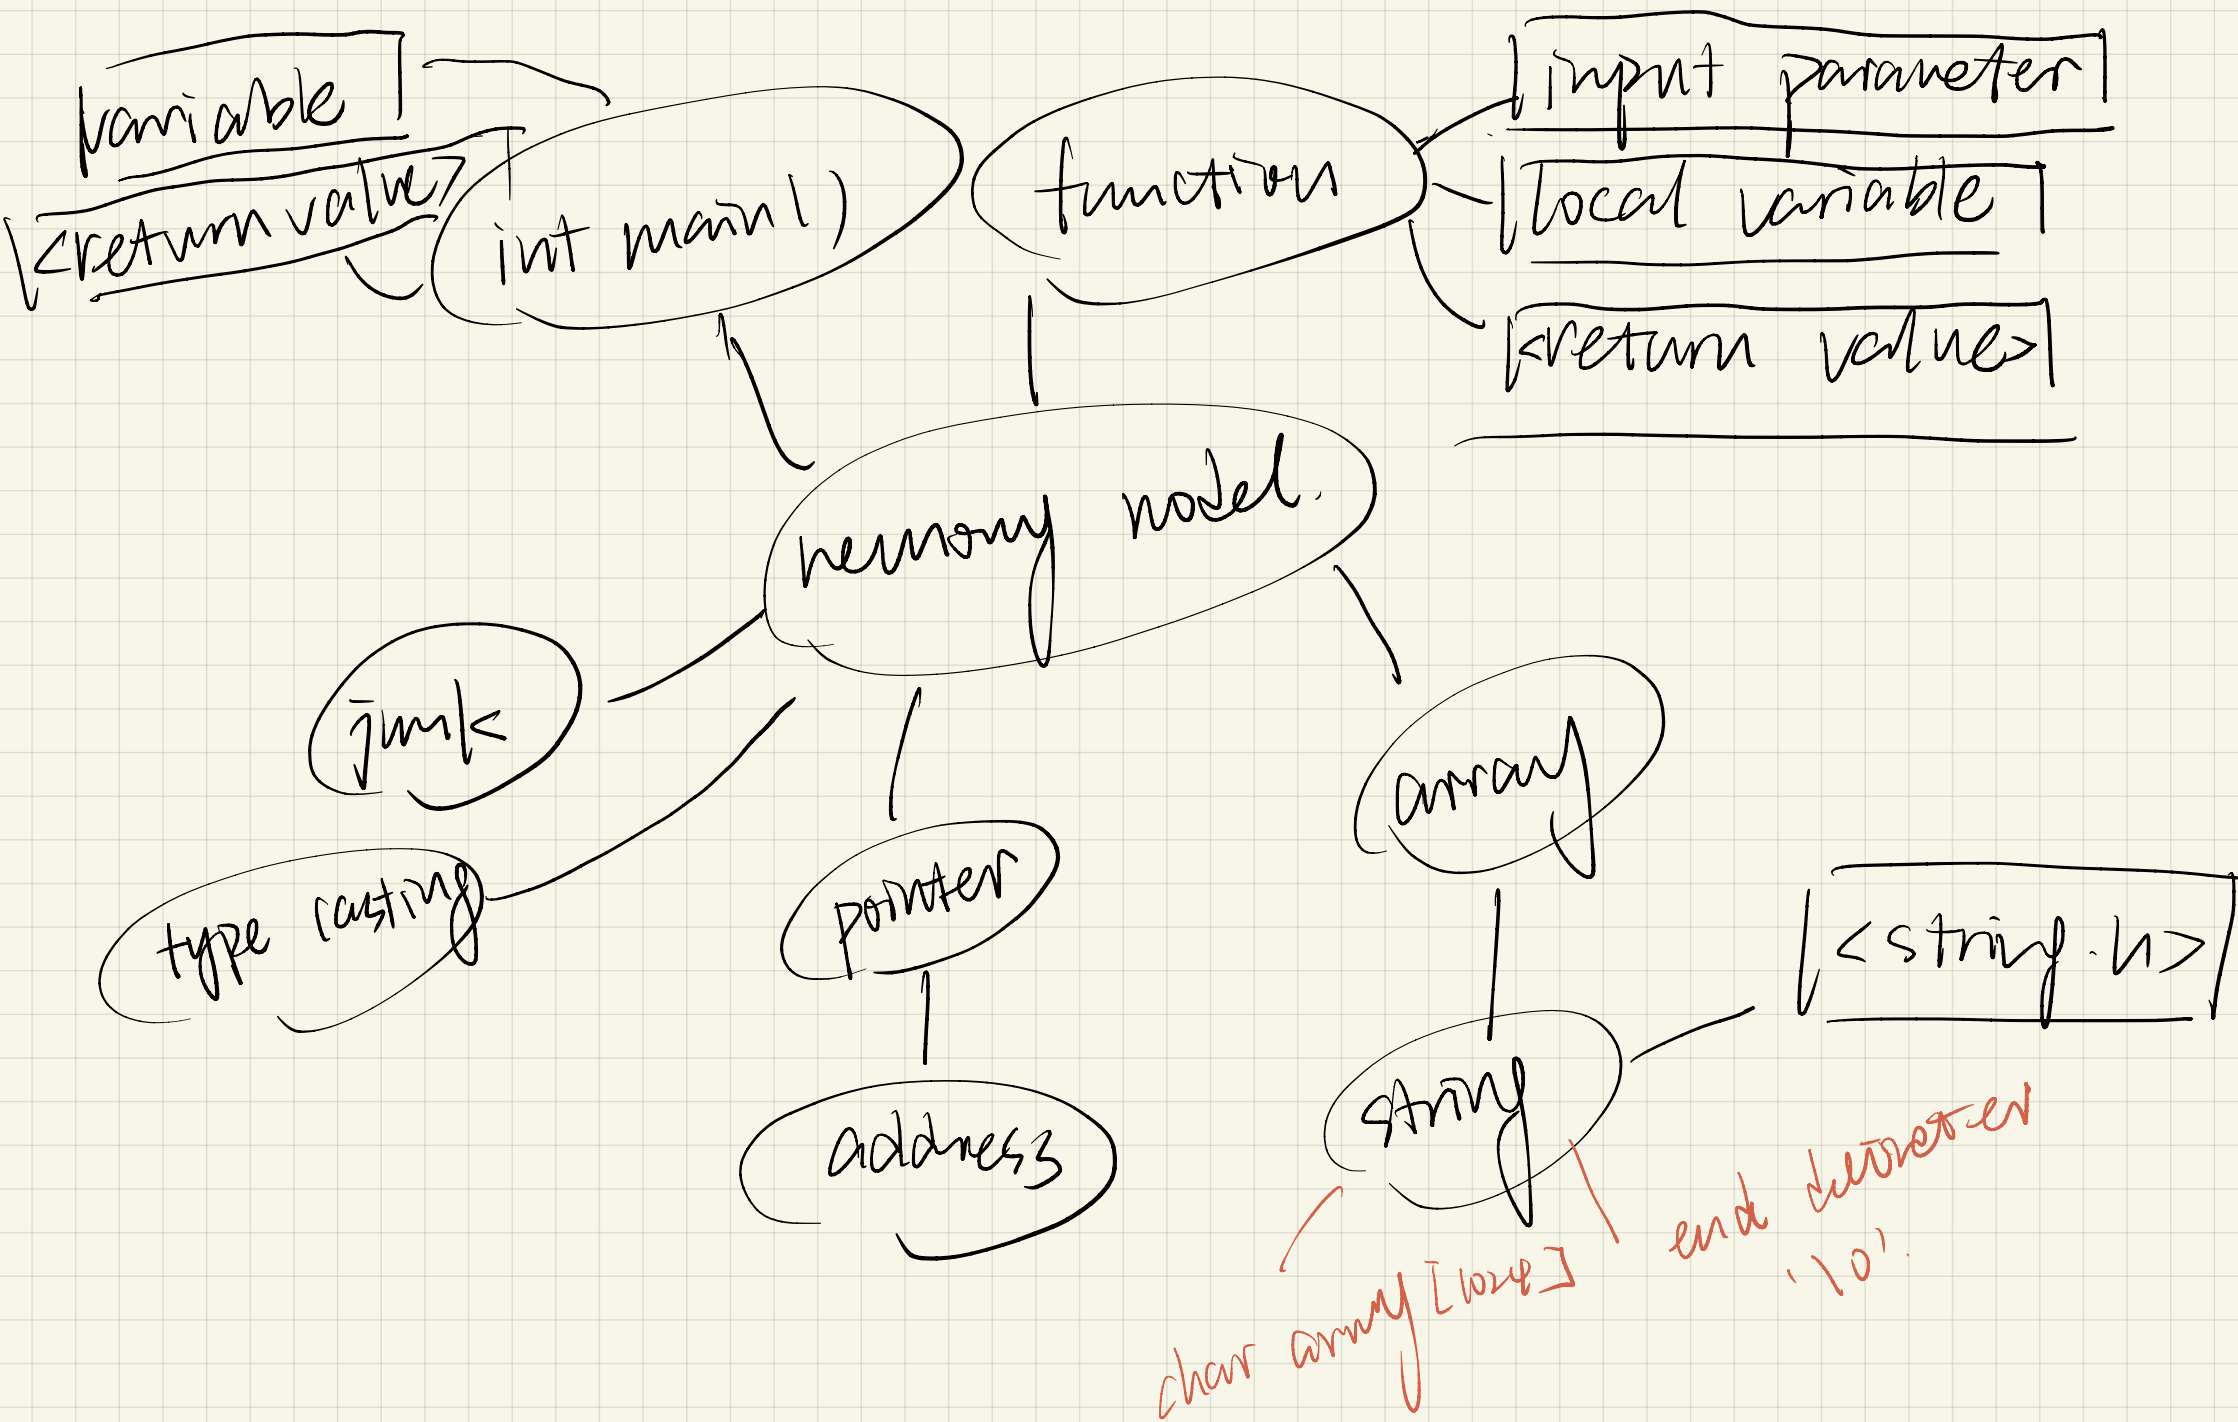 variable
<return value>
int main()
function
input parameter
local variable
<return value>
memory model.
junk
type casting
pointer
address
array
string
<string.h>
char array [1024]
end
'\0'.